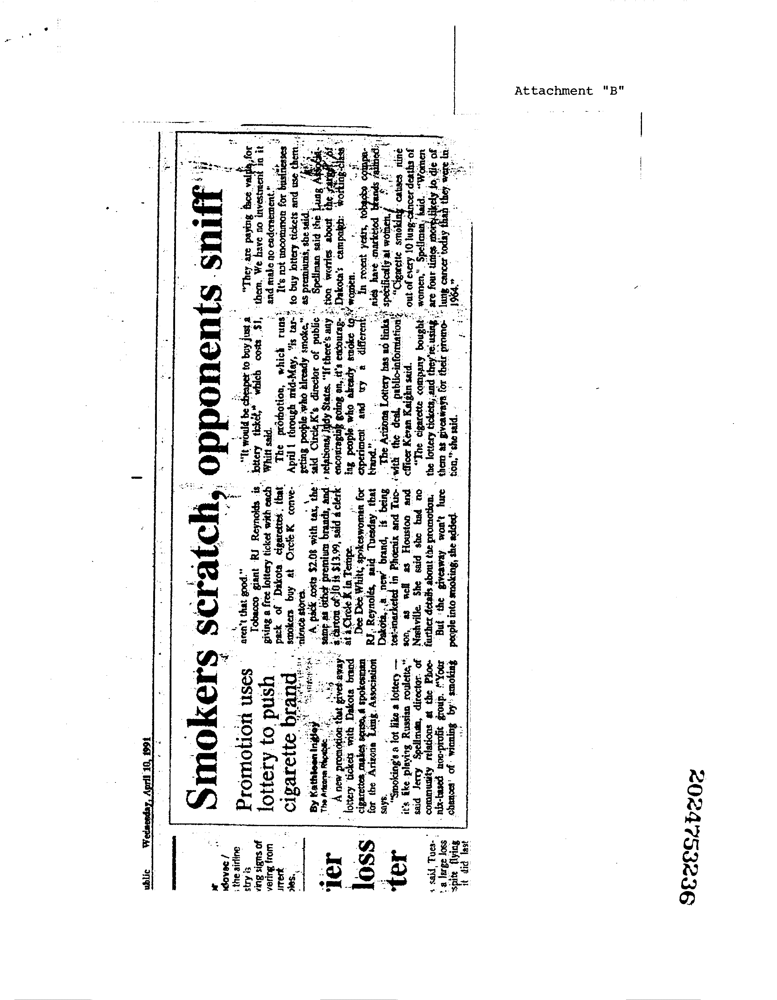 Attachment "B"
ublic Wednesday, April 10, 1991
Smokers scratch, opponents sniff
Promotion uses
lottery to push
cigarette brand
By Kathleen Ingley
The Arizona Republic
A new promotion that gives away
lottery tickets with Dakota brand
cigarettes makes sense, a spokesman
for the Arizona Lung Association
says.
"Smoking's a lot like a lottery —
it's like playing Russian roulette,"
said Jerry Spellman, director of
community relations at the Phoe-
nix-based non-profit group. "Your
chances of winning by smoking
aren't that good."
Tobacco giant RJ Reynolds is
giving a free lottery ticket with each
pack of Dakota cigarettes that
smokers buy at Circle K conve-
nience stores.
A pack costs $2.08 with tax, the
same as other premium brands, and
a carton of 10 is $13.99, said a clerk
at a Circle K in Tempe.
Dee Dee Whitt, spokeswoman for
RJ Reynolds, said Tuesday that
Dakota, a new brand, is being
test-marketed in Phoenix and Tuc-
son, as well as Houston and
Nashville. She said she had no
further details about the promotion.
But the giveaway won't lure
people into smoking, she added.
"It would be cheaper to buy just a
lottery ticket," which costs $1,
Whitt said.
The promotion, which runs
April 1 through mid-May, "is tar-
geting people who already smoke,"
said Circle K's director of public
relations, Judy States. "If there's any
encouraging going on, it's encourag-
ing people who already smoke to
experiment and try a different
brand."
The Arizona Lottery has no links
with the deal, public-information
officer Kevan Kaighn said.
"The cigarette company bought
the lottery tickets, and they're using
them as giveaways for their promo-
tion," she said.
"They are paying face value for
them. We have no investment in it
and make no endorsement."
It's not uncommon for businesses
to buy lottery tickets and use them
as premiums, she said.
Spellman said the Lung Associa-
tion worries about the target of
Dakota's campaign: working-class
women.
In recent years, tobacco compa-
nies have marketed brands
specifically at women.
"Cigarette smoking causes nine
out of every 10 lung-cancer deaths of
women," Spellman said. "Women
are four times more likely to die of
lung cancer today than they were in
1964."
the airline
stry is
ving signs of
vering from
urrent
ier
loss
ter
said Tues-
a large loss
spite flying
it did last
2024753236